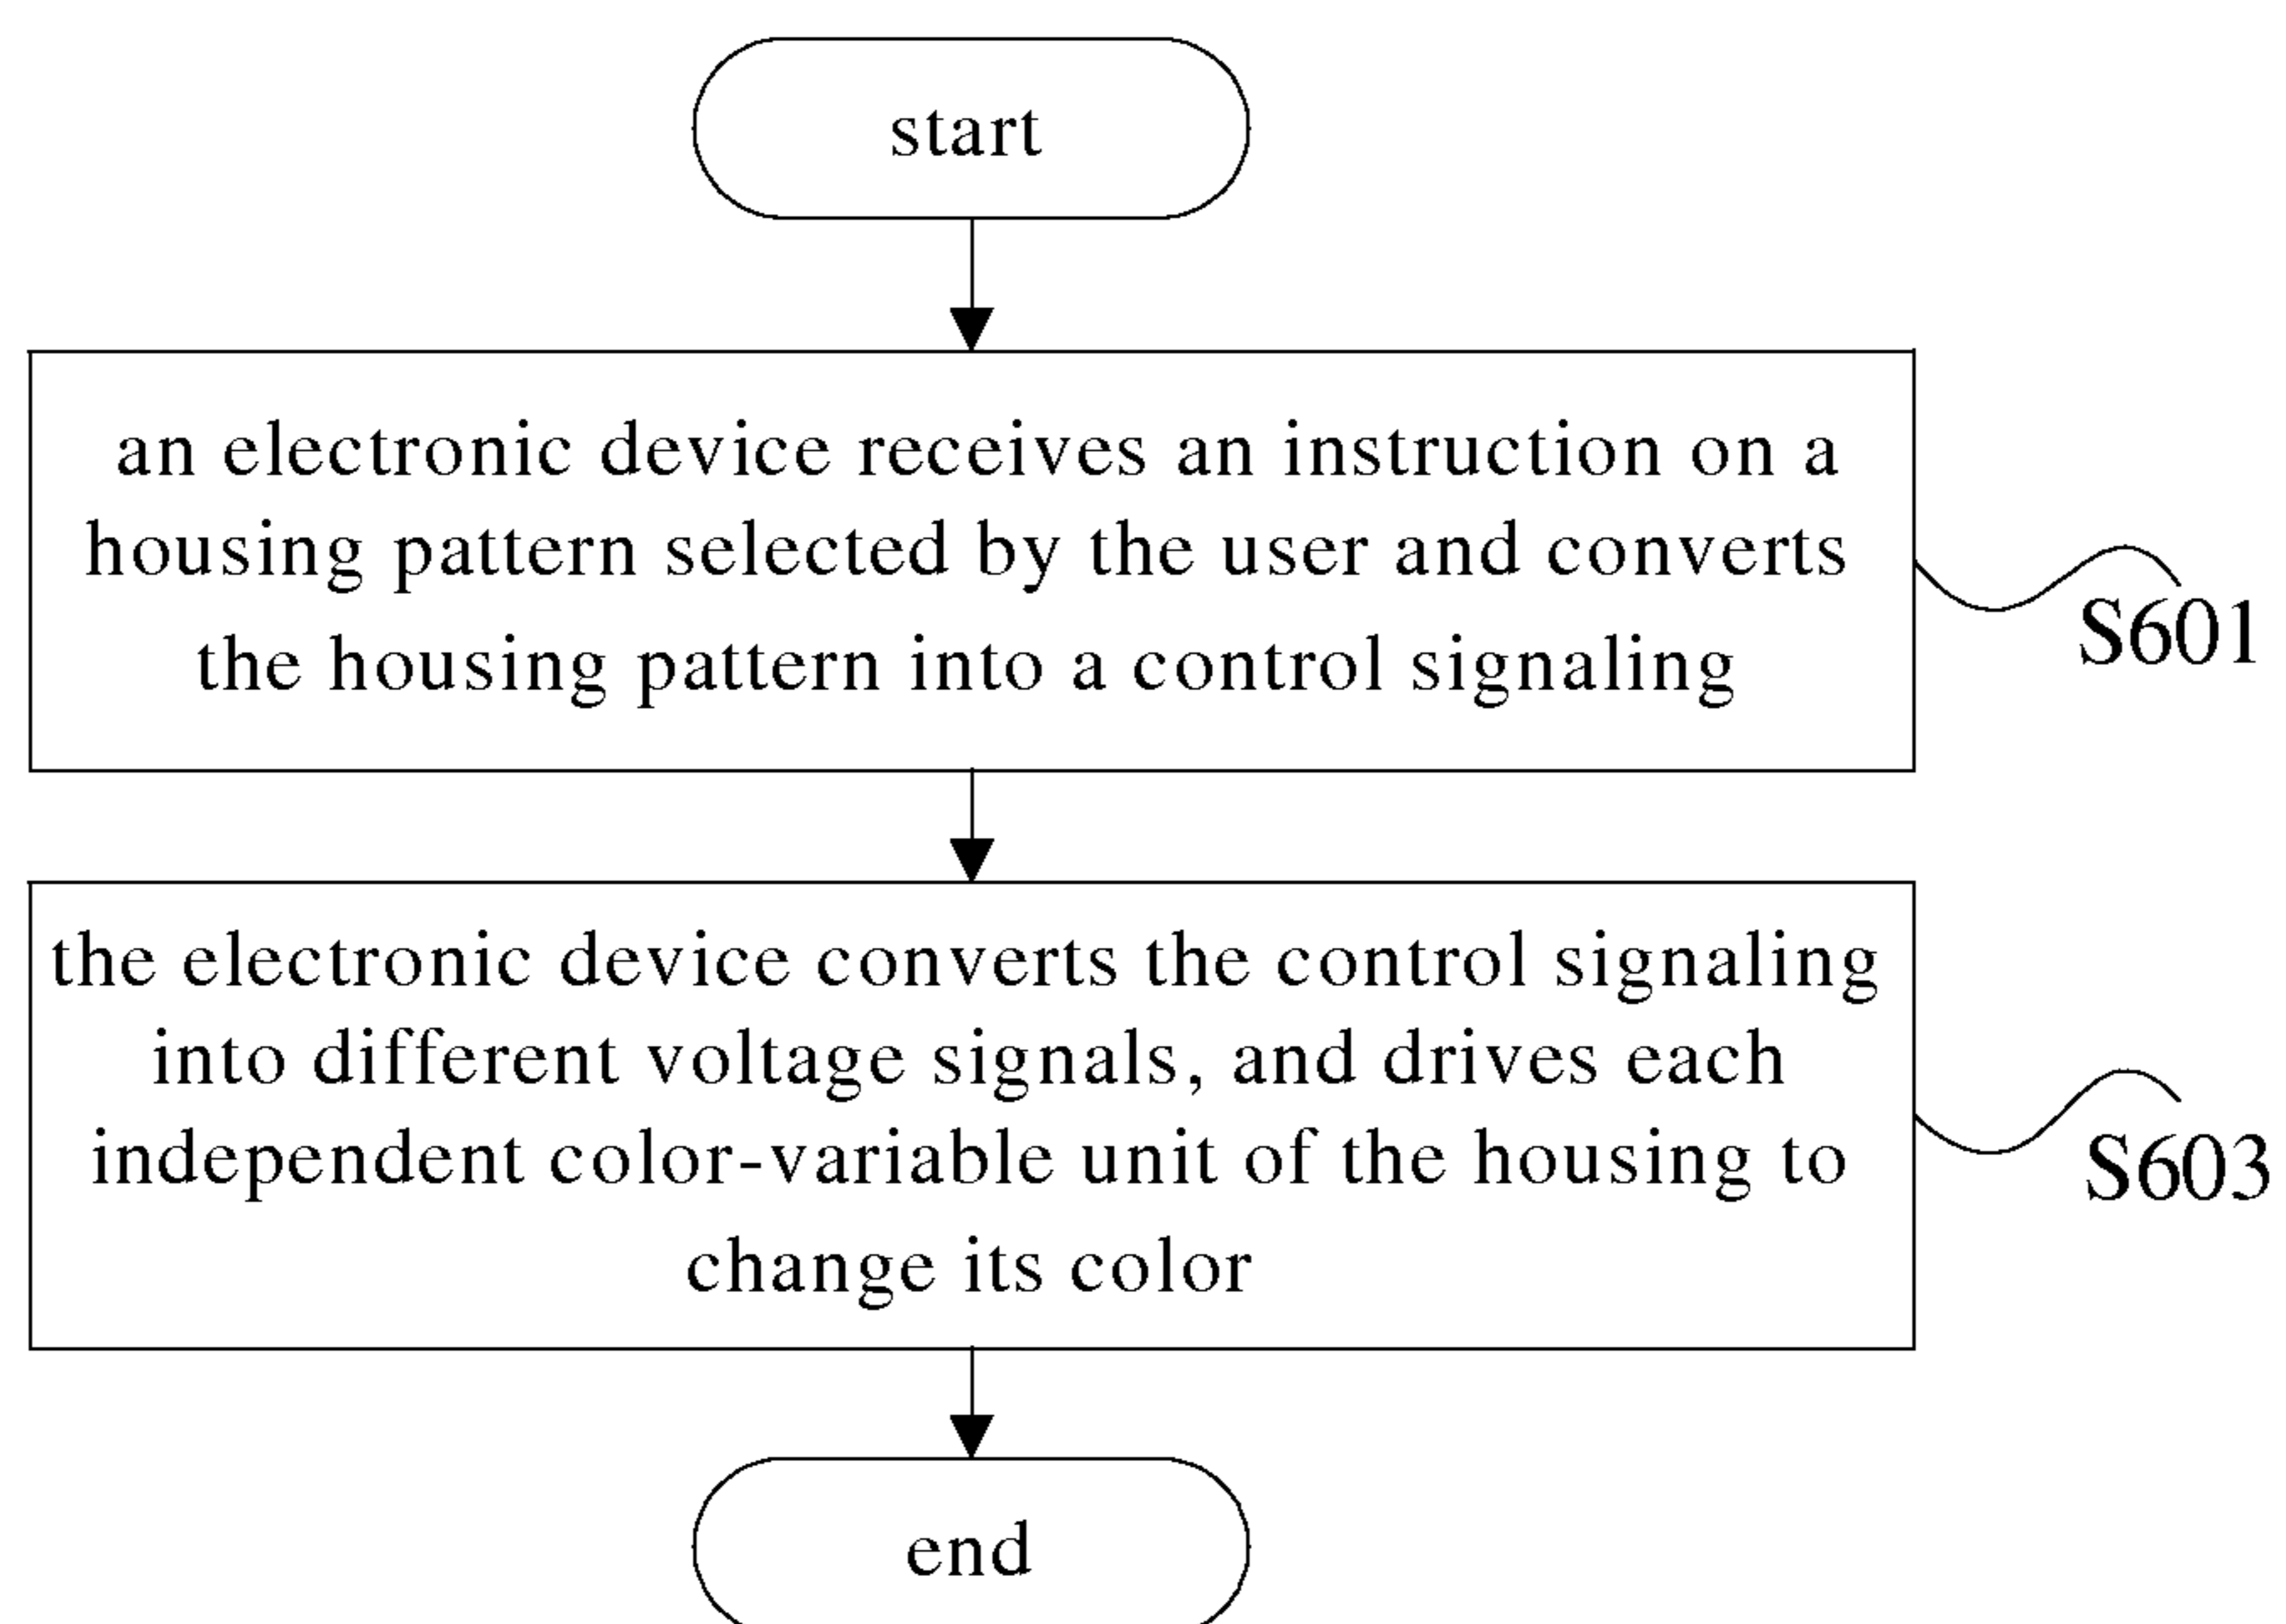 start
an electronic device receives an instruction on a
housing pattern selected by the user and converts
the housing pattern into a control signaling
S601
the electronic device converts the control signaling
into different voltage signals, and drives each
independent color-variable unit of the housing to
change its color
S603
end